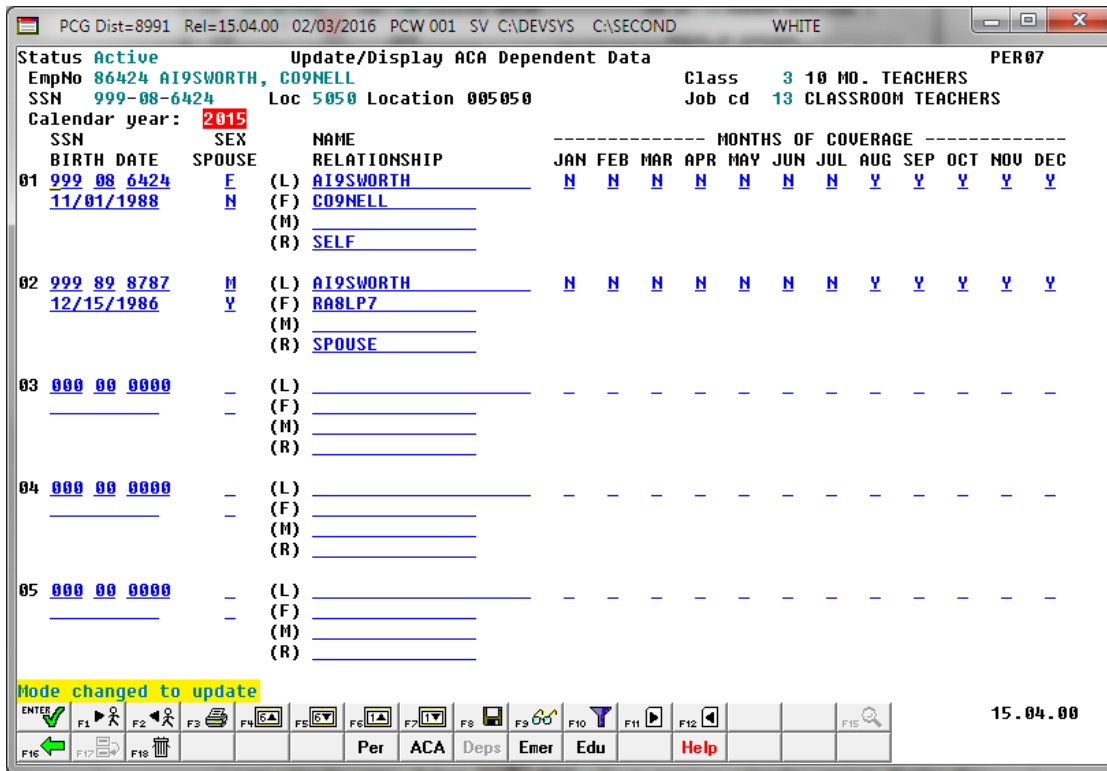 PCG Dist=8991 Rel=15.04.00 02/03/2016 PCW 001 SV C:\DEVSYS C:\SECOND WHITE
Status Active Update/Display ACA Dependent Data PER07
EmpNo 86424 AI9SWORTH, CO9NELL Class 3 10 MO. TEACHERS
SSN 999-08-6424 Loc 5050 Location 005050 Job cd 13 CLASSROOM TEACHERS
Calendar year: 2015
SSN SEX NAME -------------- MONTHS OF COVERAGE -------------
BIRTH DATE SPOUSE RELATIONSHIP JAN FEB MAR APR MAY JUN JUL AUG SEP OCT NOV DEC
01 999 08 6424 F (L) AI9SWORTH N N N N N N N Y Y Y Y Y
11/01/1988 N (F) CO9NELL
(M)
(R) SELF
02 999 89 8787 M (L) AI9SWORTH N N N N N N N Y Y Y Y Y
12/15/1986 Y (F) RA8LP7
(M)
(R) SPOUSE
03 000 00 0000 _ (L) _ _ _ _ _ _ _ _ _ _ _ _
_ (F)
(M)
(R)
04 000 00 0000 _ (L) _ _ _ _ _ _ _ _ _ _ _ _
_ (F)
(M)
(R)
05 000 00 0000 _ (L) _ _ _ _ _ _ _ _ _ _ _ _
_ (F)
(M)
(R)
Mode changed to update
ENTER F1 F2 F3 F4 6 F5 6 F6 1 F7 1 F8 F9 F10 F11 F12 F15 15.04.00
F16 F17 F18 Per ACA Deps Emer Edu Help